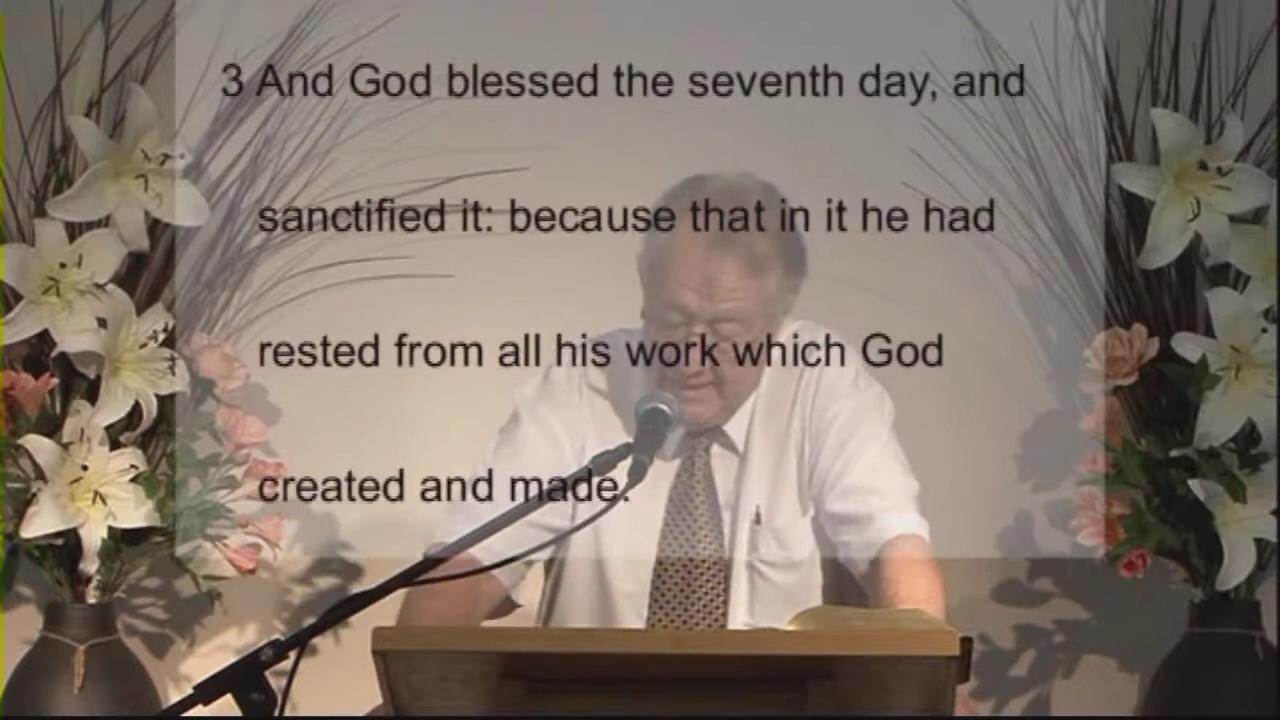 3 And God blessed the seventh day, and
sanctified it: because that in it he had
rested from all his work which God
created and made.